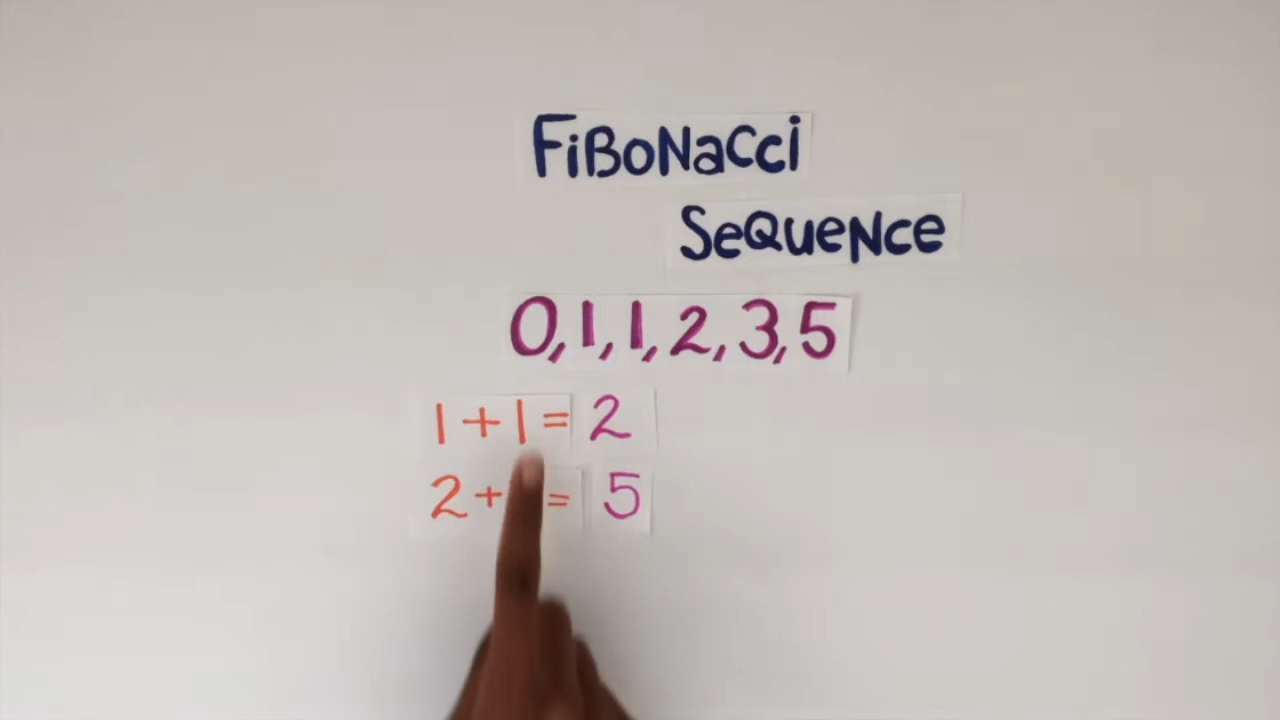 FiBoNacci
SeQueNce
0,1,1,2,3,5
1+1=2
2+ = 5